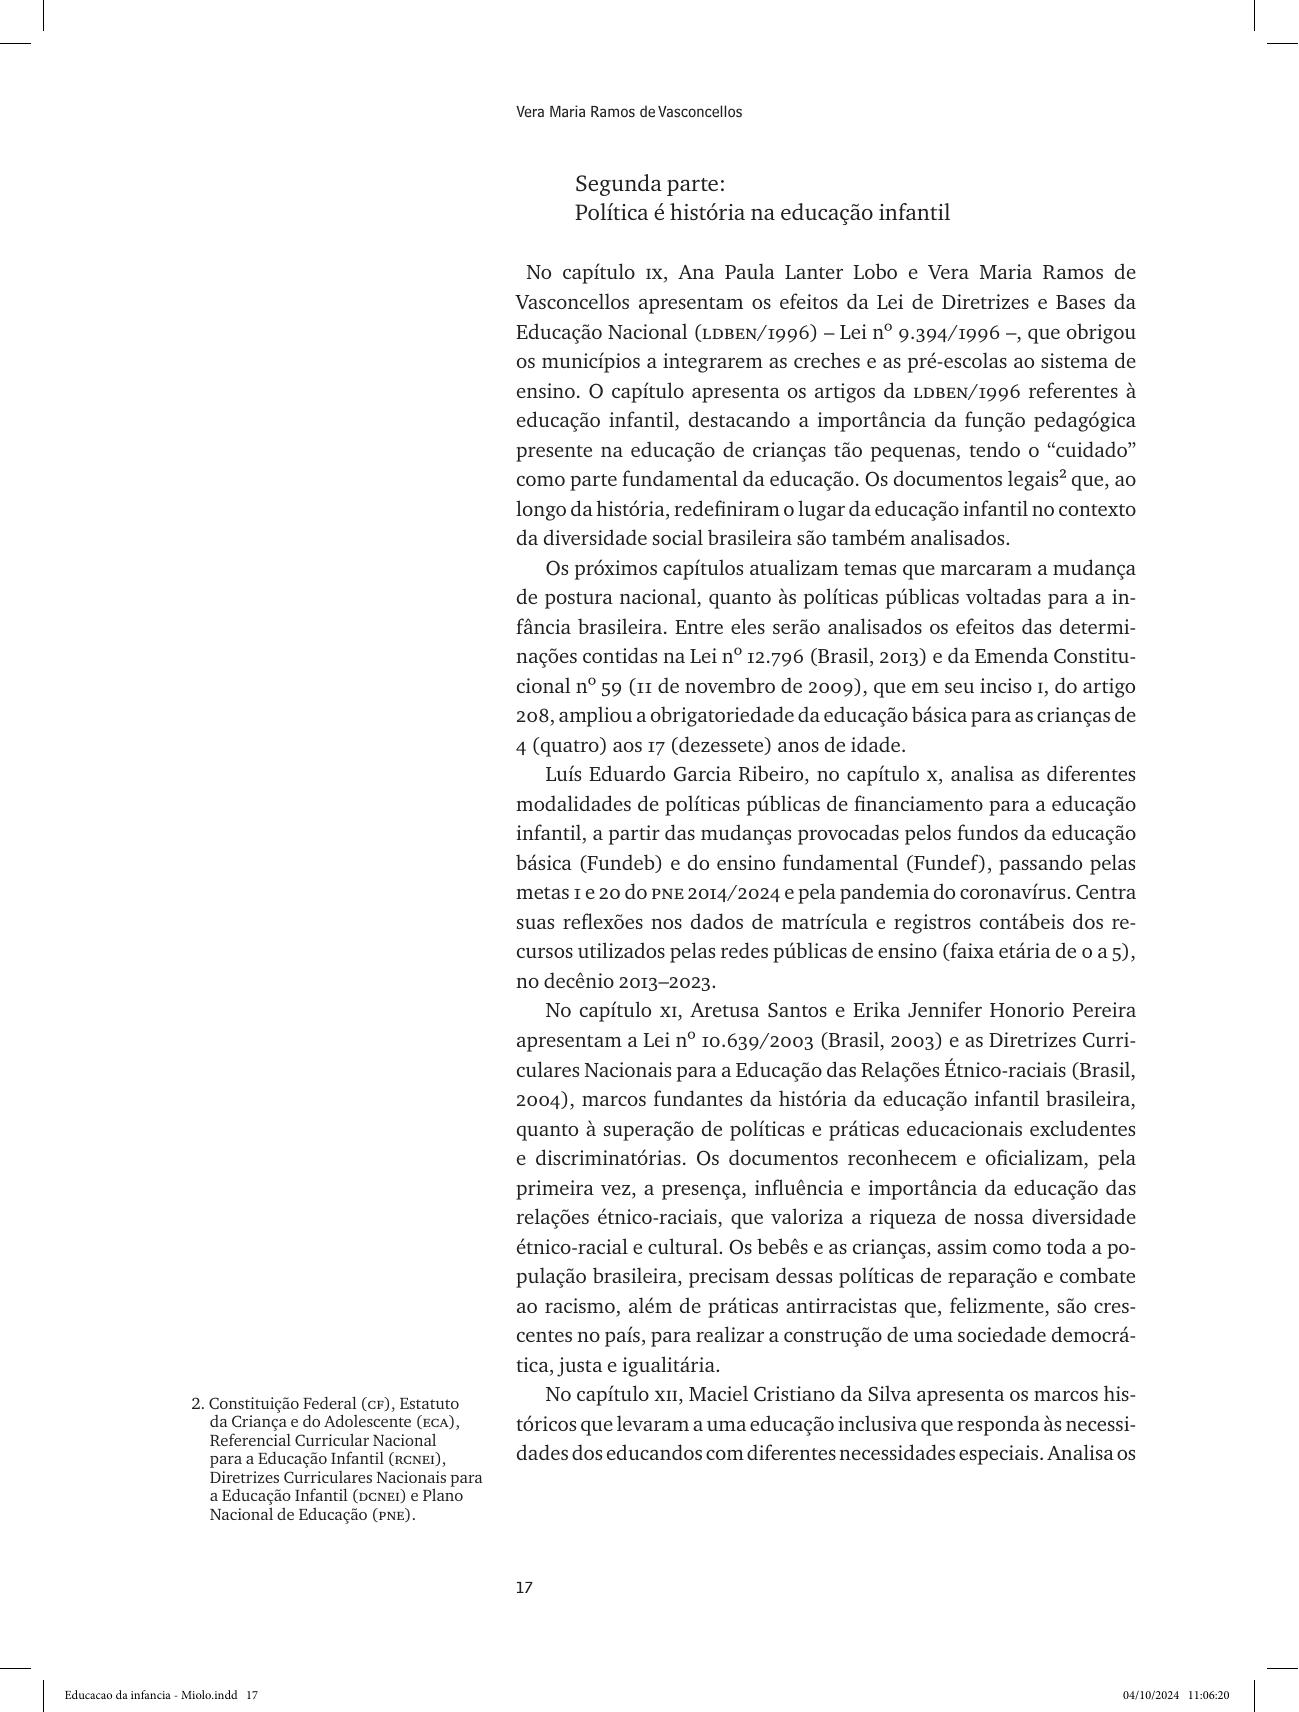 Vera Maria Ramos de Vasconcellos
Segunda parte:
Política é história na educação infantil
No capítulo IX, Ana Paula Lanter Lobo e Vera Maria Ramos de
Vasconcellos apresentam os efeitos da Lei de Diretrizes e Bases da
Educação Nacional (LDBEN/1996) – Lei nº 9.394/1996 –, que obrigou
os municípios a integrarem as creches e as pré-escolas ao sistema de
ensino. O capítulo apresenta os artigos da LDBEN/1996 referentes à
educação infantil, destacando a importância da função pedagógica
presente na educação de crianças tão pequenas, tendo o “cuidado”
como parte fundamental da educação. Os documentos legais² que, ao
longo da história, redefiniram o lugar da educação infantil no contexto
da diversidade social brasileira são também analisados.
Os próximos capítulos atualizam temas que marcaram a mudança
de postura nacional, quanto às políticas públicas voltadas para a in-
fância brasileira. Entre eles serão analisados os efeitos das determi-
nações contidas na Lei nº 12.796 (Brasil, 2013) e da Emenda Constitu-
cional nº 59 (11 de novembro de 2009), que em seu inciso I, do artigo
208, ampliou a obrigatoriedade da educação básica para as crianças de
4 (quatro) aos 17 (dezessete) anos de idade.
Luís Eduardo Garcia Ribeiro, no capítulo X, analisa as diferentes
modalidades de políticas públicas de financiamento para a educação
infantil, a partir das mudanças provocadas pelos fundos da educação
básica (Fundeb) e do ensino fundamental (Fundef), passando pelas
metas 1 e 20 do PNE 2014/2024 e pela pandemia do coronavírus. Centra
suas reflexões nos dados de matrícula e registros contábeis dos re-
cursos utilizados pelas redes públicas de ensino (faixa etária de 0 a 5),
no decênio 2013–2023.
No capítulo XI, Aretusa Santos e Erika Jennifer Honorio Pereira
apresentam a Lei nº 10.639/2003 (Brasil, 2003) e as Diretrizes Curri-
culares Nacionais para a Educação das Relações Étnico-raciais (Brasil,
2004), marcos fundantes da história da educação infantil brasileira,
quanto à superação de políticas e práticas educacionais excludentes
e discriminatórias. Os documentos reconhecem e oficializam, pela
primeira vez, a presença, influência e importância da educação das
relações étnico-raciais, que valoriza a riqueza de nossa diversidade
étnico-racial e cultural. Os bebês e as crianças, assim como toda a po-
pulação brasileira, precisam dessas políticas de reparação e combate
ao racismo, além de práticas antirracistas que, felizmente, são cres-
centes no país, para realizar a construção de uma sociedade democrá-
tica, justa e igualitária.
No capítulo XII, Maciel Cristiano da Silva apresenta os marcos his-
tóricos que levaram a uma educação inclusiva que responda às necessi-
dades dos educandos com diferentes necessidades especiais. Analisa os
2. Constituição Federal (CF), Estatuto
da Criança e do Adolescente (ECA),
Referencial Curricular Nacional
para a Educação Infantil (RCNEI),
Diretrizes Curriculares Nacionais para
a Educação Infantil (DCNEI) e Plano
Nacional de Educação (PNE).
17
Educacao da infancia - Miolo.indd 17
04/10/2024 11:06:20